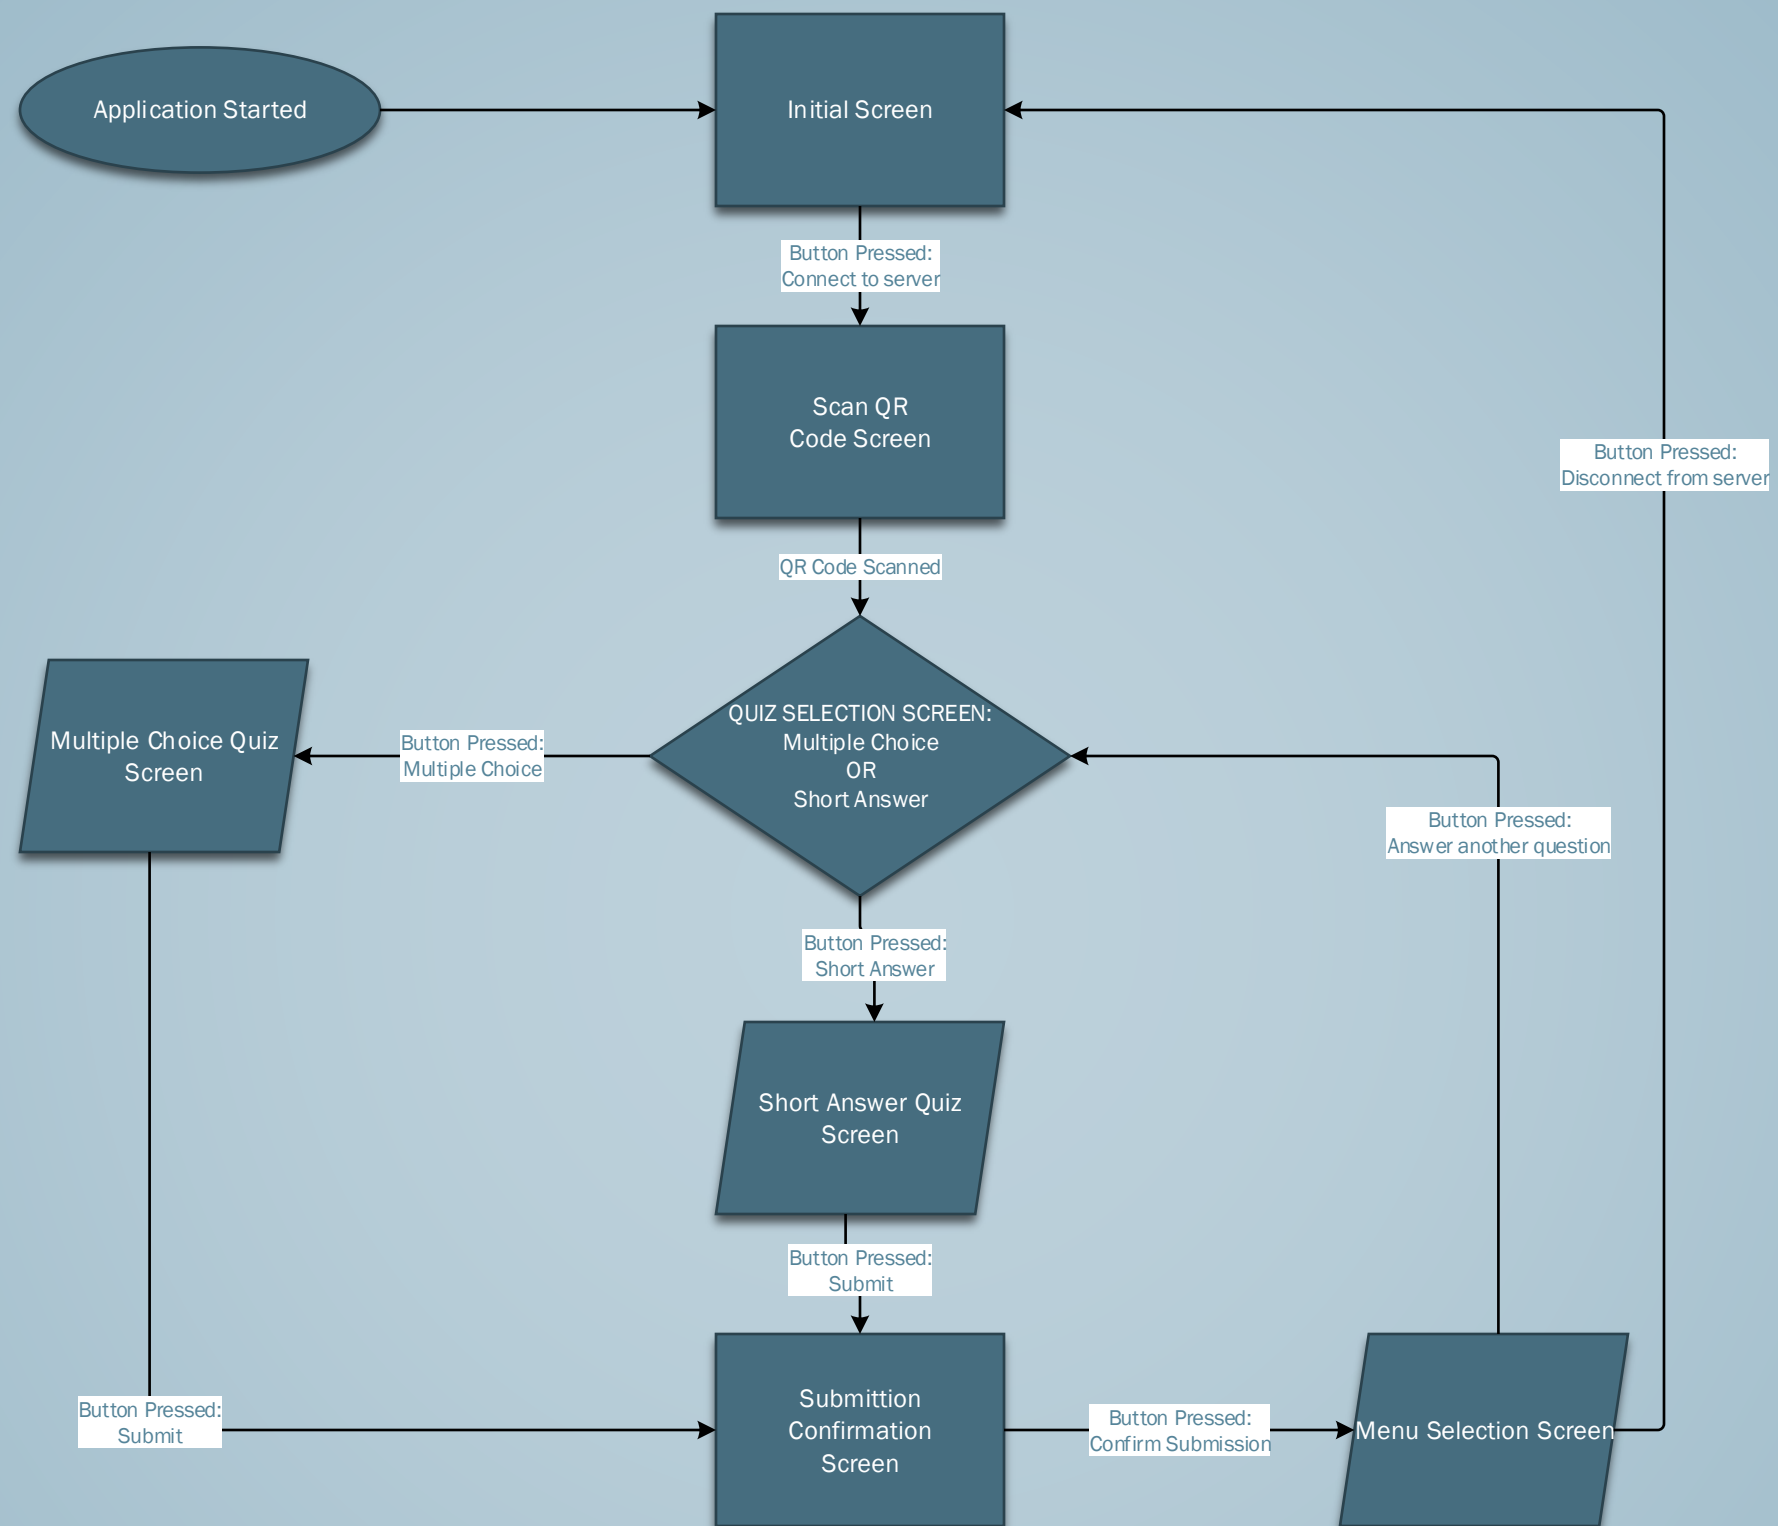 Application Started
Initial Screen
Button Pressed:
Connect to server
Scan QR
Code Screen
Button Pressed:
Disconnect from server
QR Code Scanned
QUIZ SELECTION SCREEN:
Multiple Choice
OR
Short Answer
Button Pressed:
Multiple Choice
Multiple Choice Quiz
Screen
Button Pressed:
Answer another question
Button Pressed:
Short Answer
Short Answer Quiz
Screen
Button Pressed:
Submit
Button Pressed:
Submit
Submittion
Confirmation
Screen
Button Pressed:
Confirm Submission
Menu Selection Screen